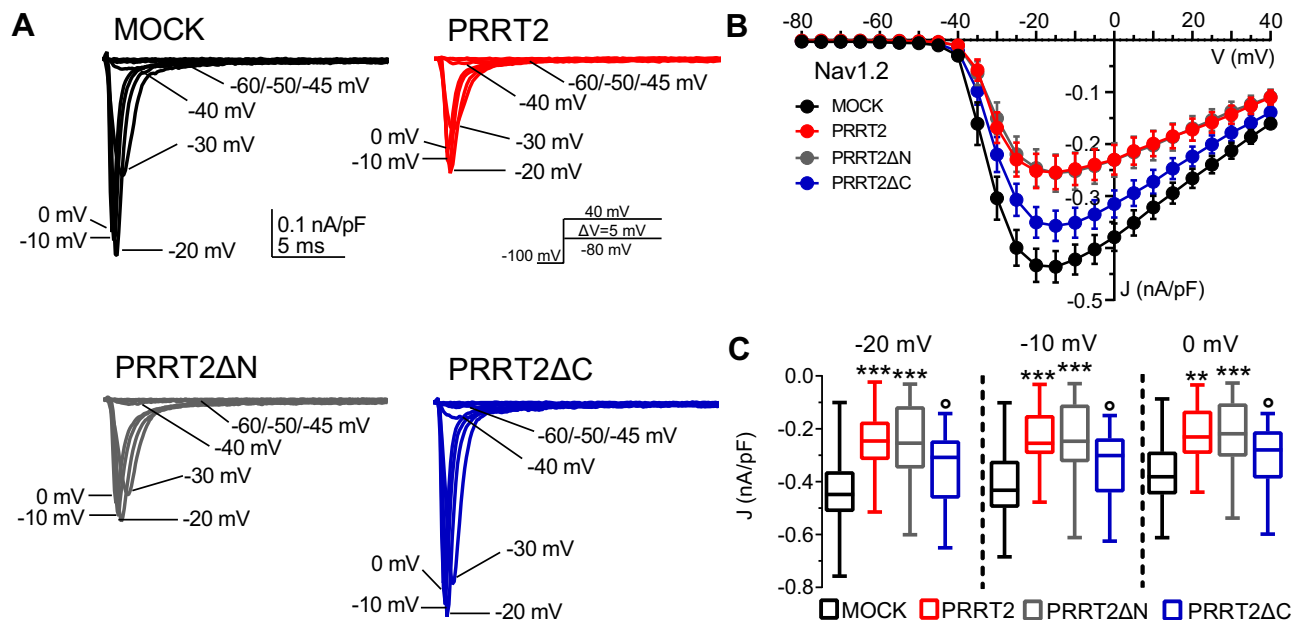 A
MOCK
-60/-50/-45 mV
-40 mV
-30 mV
0 mV
-10 mV
-20 mV
0.1 nA/pF
5 ms
PRRT2
-60/-50/-45 mV
-40 mV
-30 mV
0 mV
-10 mV
-20 mV
40 mV
ΔV=5 mV
-80 mV
-100 mV
PRRT2ΔN
-60/-50/-45 mV
-40 mV
-30 mV
0 mV
-10 mV
-20 mV
PRRT2ΔC
-60/-50/-45 mV
-40 mV
-30 mV
0 mV
-10 mV
-20 mV
B
-80 -60 -40 -20 0 20 40
V (mV)
Nav1.2
MOCK
PRRT2
PRRT2ΔN
PRRT2ΔC
-0.1
-0.3
-0.5
J (nA/pF)
C
-20 mV -10 mV 0 mV
*** *** *** *** ** ***
0.0
-0.2
-0.4
-0.6
-0.8
J (nA/pF)
MOCK PRRT2 PRRT2ΔN PRRT2ΔC